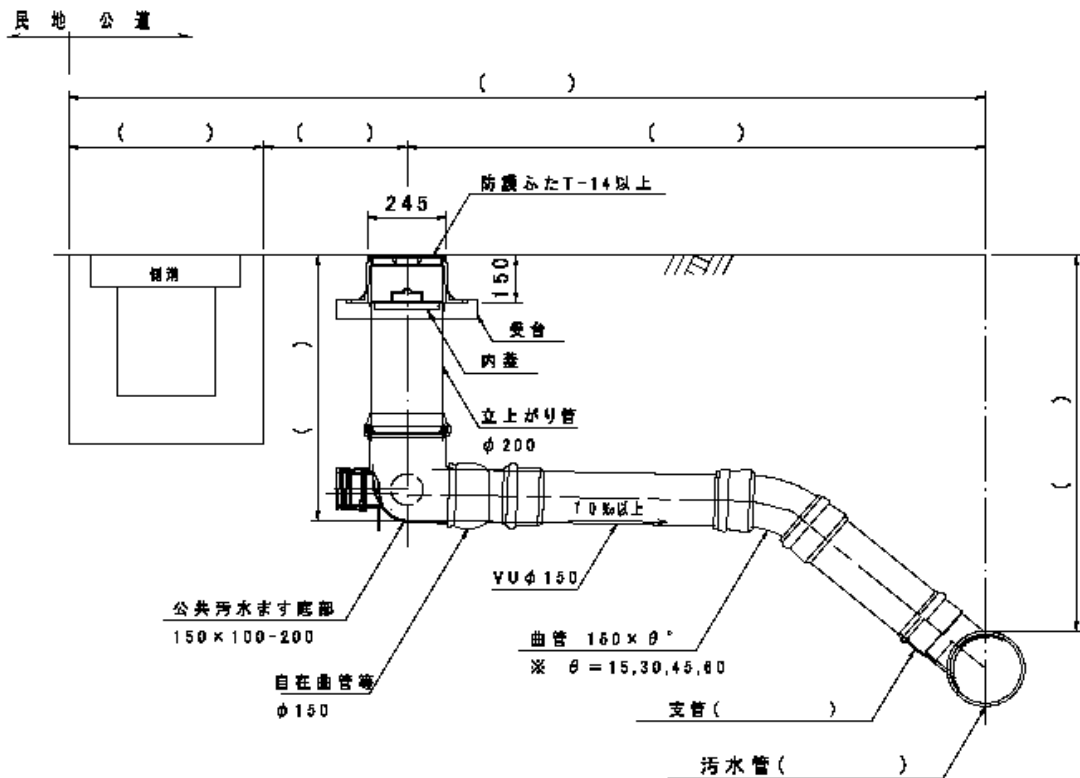 民地 公道
(　　　)
(　　　) (　　　) (　　　)
防護ふたT-14以上
245
側溝
150
受台
内蓋
(　　　)
立上がり管
φ200
(　　　)
10‰以上
VUφ150
公共汚水ます底部
150×100-200
曲管 150×θ°
※ θ=15,30,45,60
自在曲管等
φ150
支管(　　　)
汚水管(　　　)